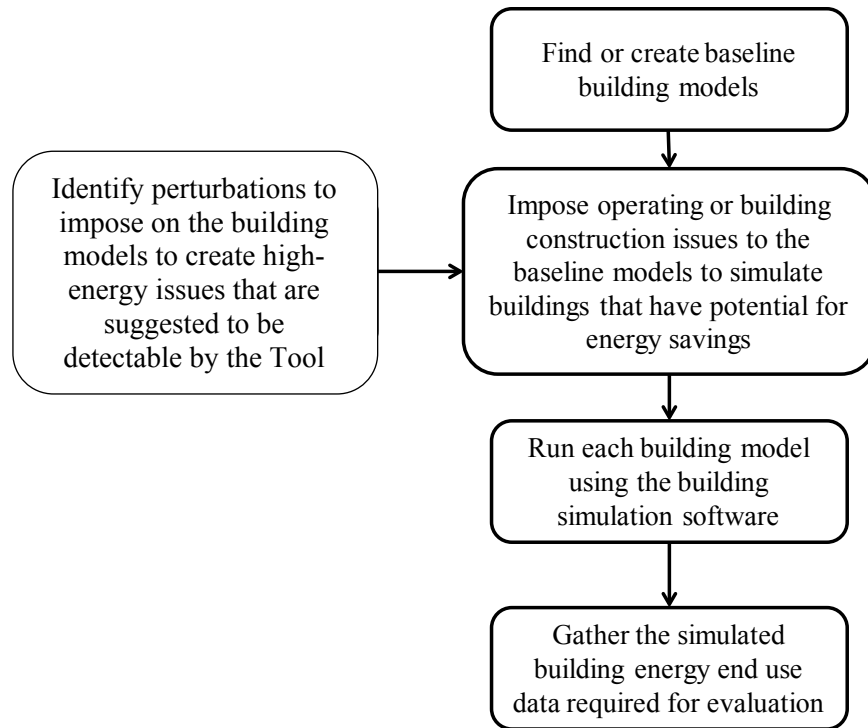 Find or create baseline
building models
Identify perturbations to
impose on the building
models to create high-
energy issues that are
suggested to be
detectable by the Tool
Impose operating or building
construction issues to the
baseline models to simulate
buildings that have potential for
energy savings
Run each building model
using the building
simulation software
Gather the simulated
building energy end use
data required for evaluation